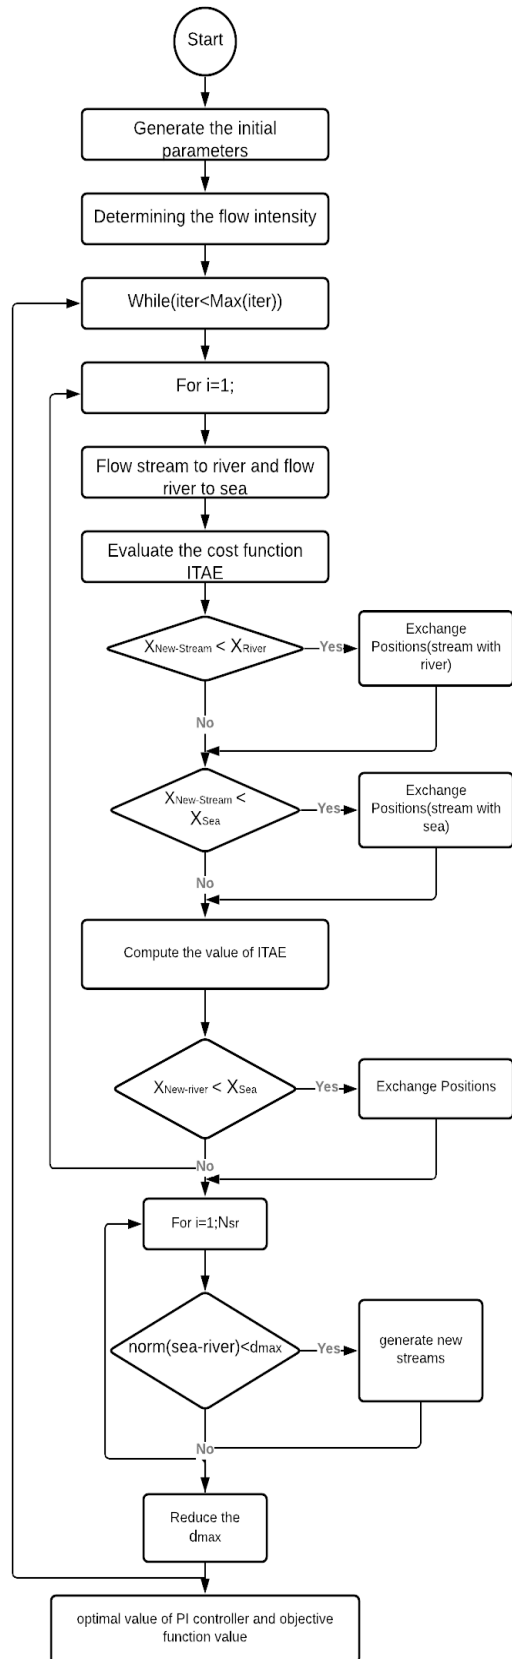 Start
Generate the initial
parameters
Determining the flow intensity
While(iter<Max(iter))
For i=1;
Flow stream to river and flow
river to sea
Evaluate the cost function
ITAE
XNew-Stream < XRiver
Yes
Exchange
Positions(stream with
river)
No
XNew-Stream <
XSea
Yes
Exchange
Positions(stream with
sea)
No
Compute the value of ITAE
XNew-river < XSea
Yes
Exchange Positions
No
For i=1;Nsr
norm(sea-river)<dmax
Yes
generate new
streams
No
Reduce the
dmax
optimal value of PI controller and objective
function value